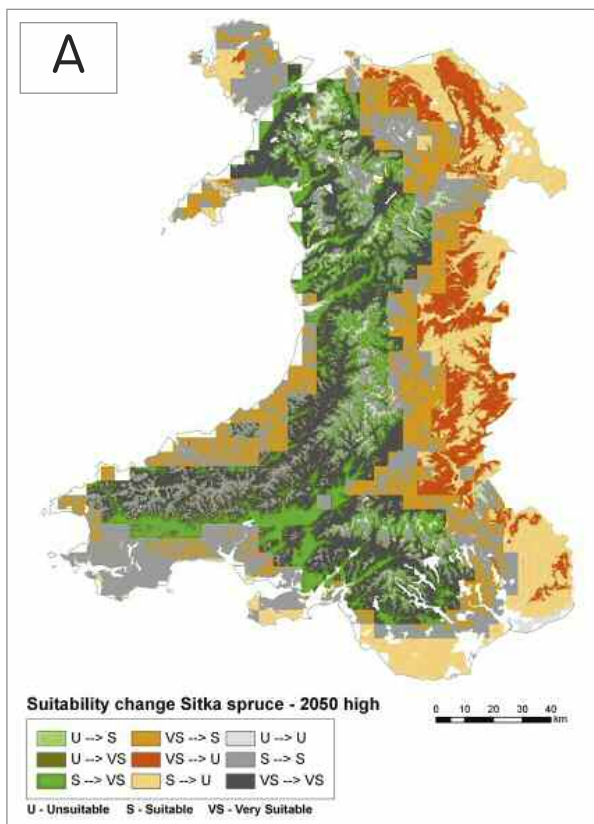 A
Suitability change Sitka spruce - 2050 high
U --> S VS --> S U --> U
U --> VS VS --> U S --> S
S --> VS S --> U VS --> VS
0 10 20 30 40
km
U - Unsuitable S - Suitable VS - Very Suitable